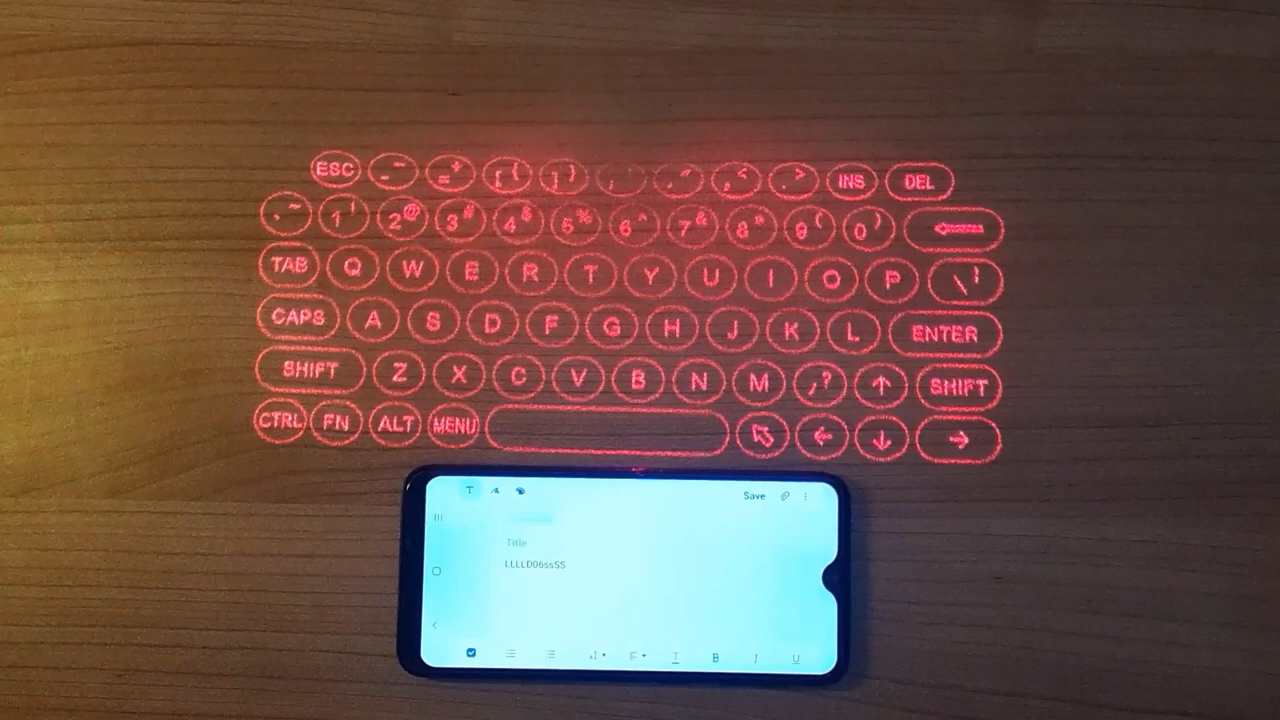 ESC - _ = + [ { ] } ; , < . > INS DEL
` ~ 1 ! 2 @ 3 # 4 $ 5 % 6 ^ 7 & 8 * 9 ( 0 )
TAB Q W E R T Y U I O P \ |
CAPS A S D F G H J K L ENTER
SHIFT Z X C V B N M , ? ↑ SHIFT
CTRL FN ALT MENU ← ↓ →
T Save
Title
LLLLD06ssSS
T B I U